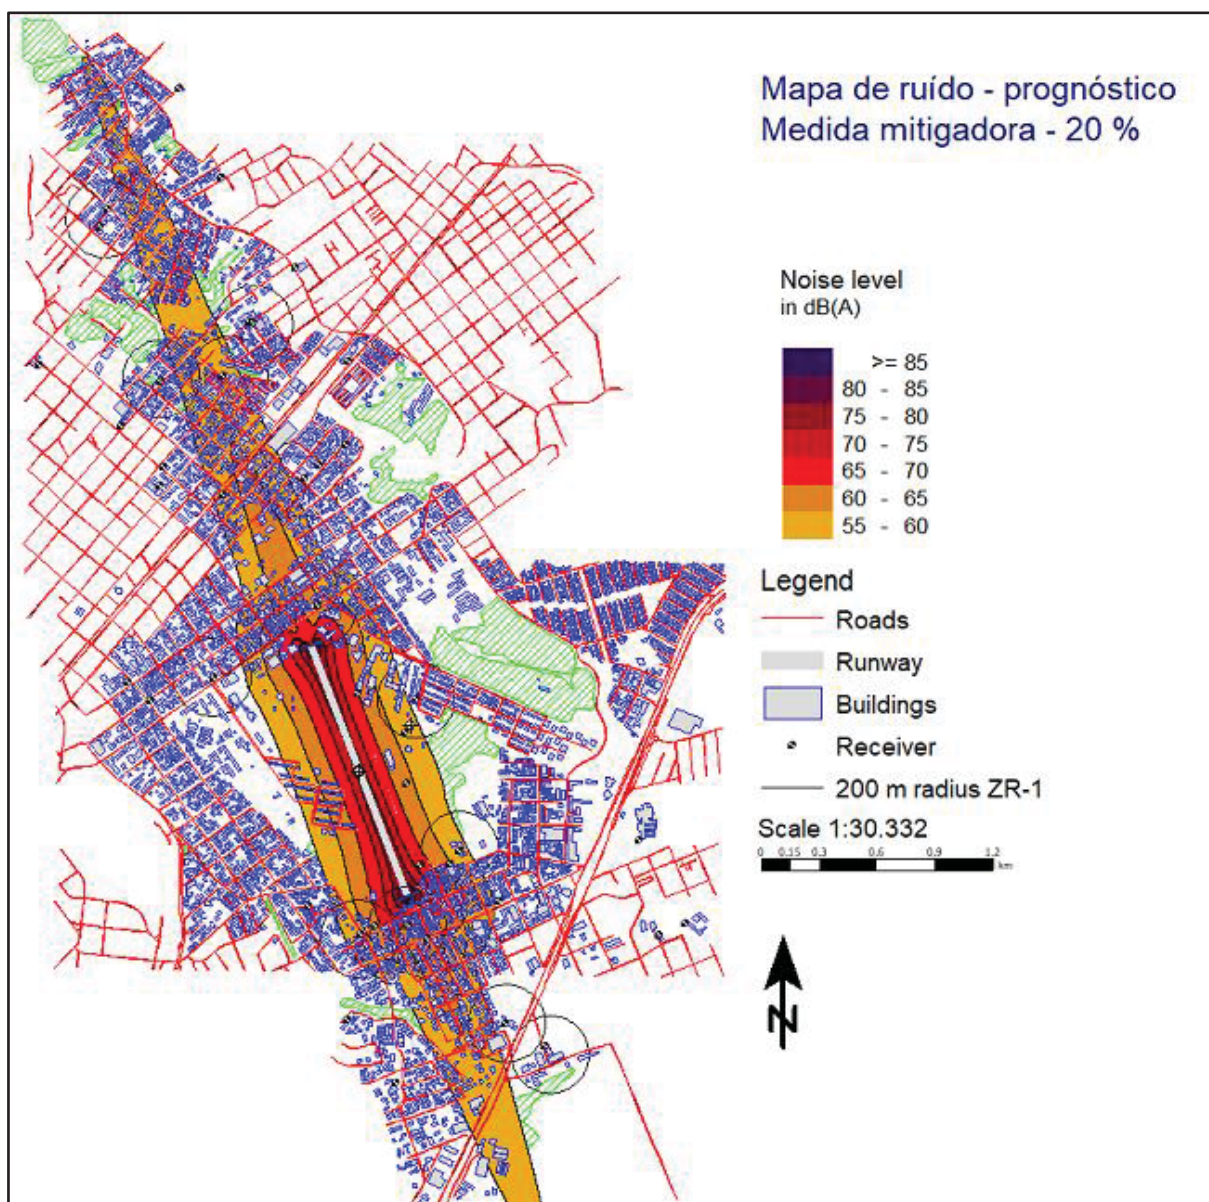 Mapa de ruído - prognóstico
Medida mitigadora - 20 %
Noise level
in dB(A)
>= 85
80 - 85
75 - 80
70 - 75
65 - 70
60 - 65
55 - 60
Legend
Roads
Runway
Buildings
Receiver
200 m radius ZR-1
Scale 1:30.332
0 0.15 0.3 0.6 0.9 1.2
km
N